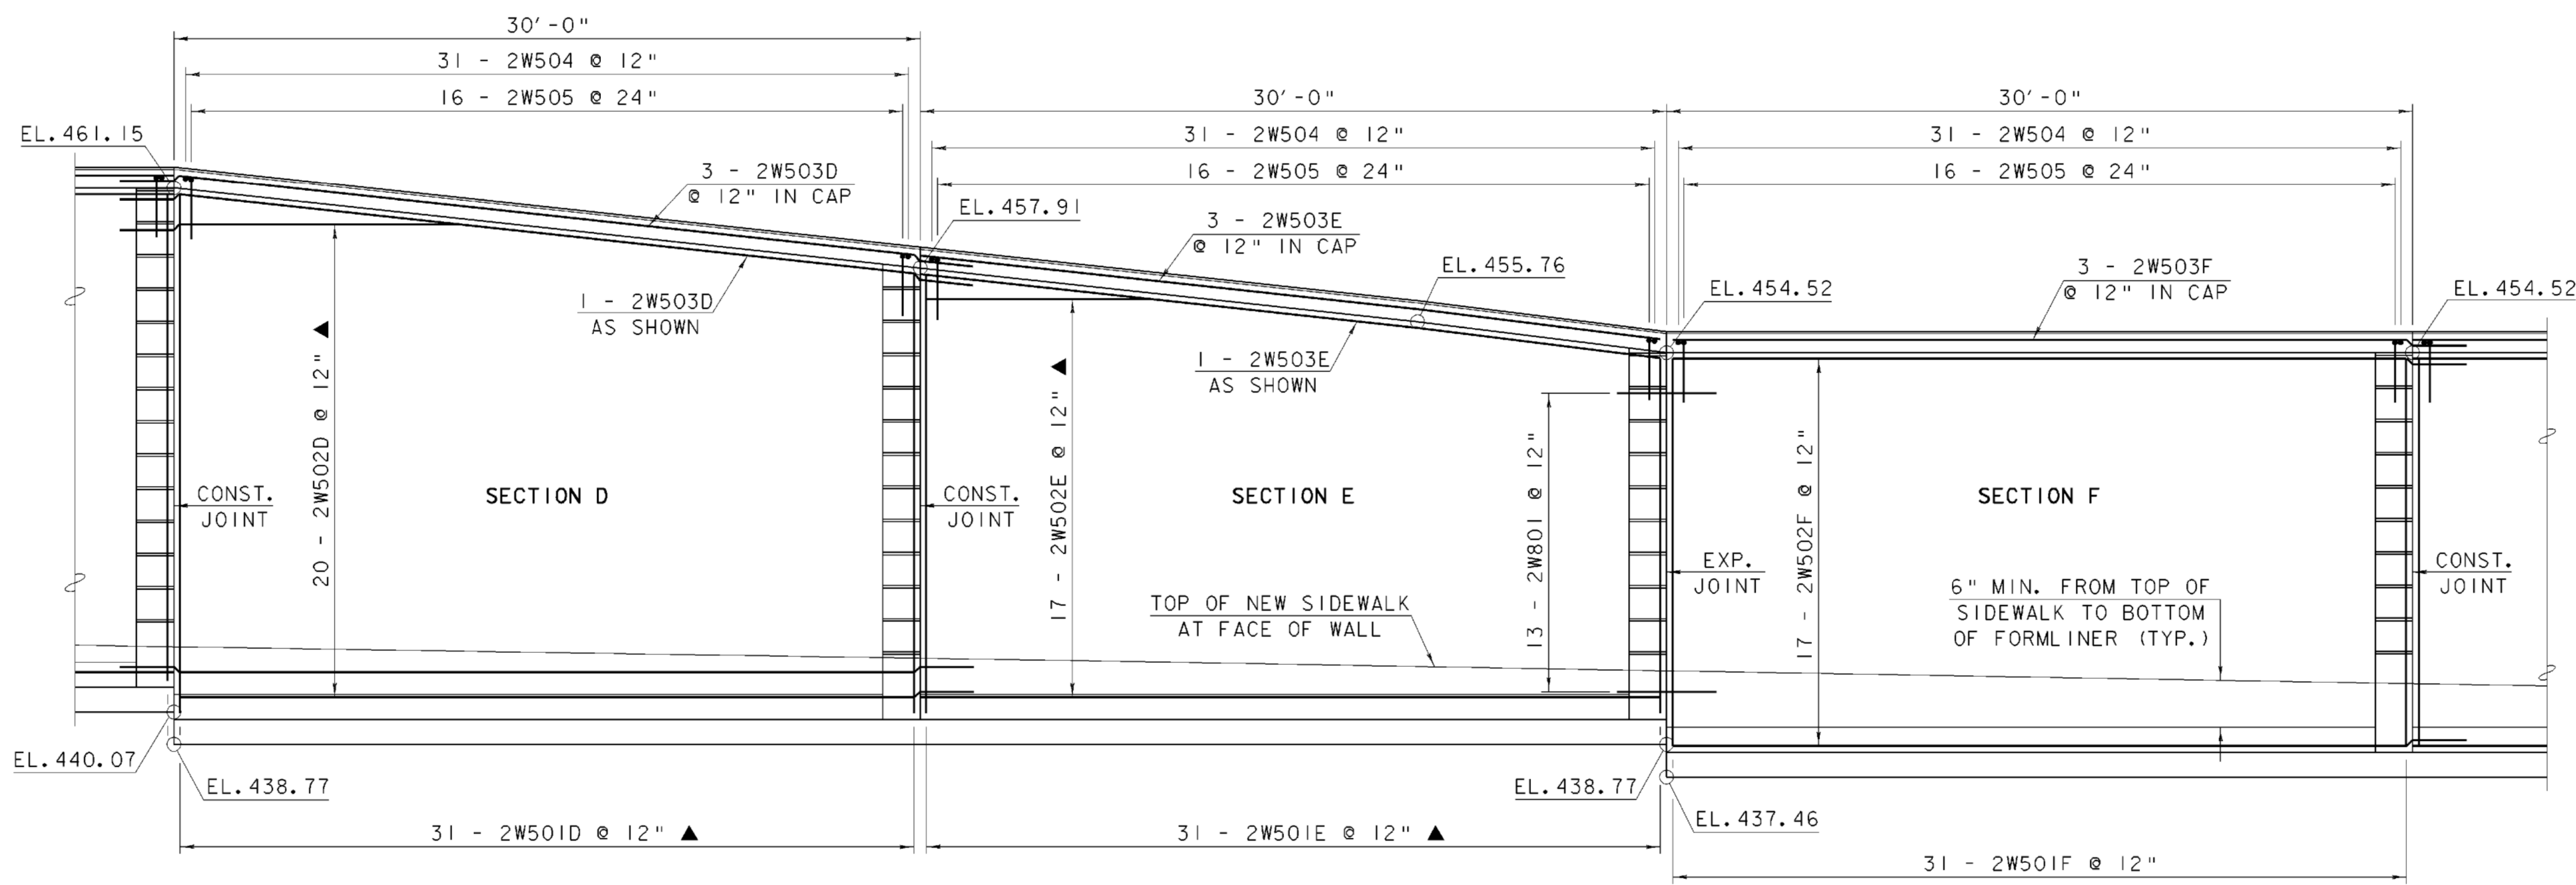 30'-0"
31 - 2W504 @ 12"
16 - 2W505 @ 24"
30'-0"
30'-0"
EL.461.15
31 - 2W504 @ 12"
31 - 2W504 @ 12"
3 - 2W503D
@ 12" IN CAP
16 - 2W505 @ 24"
16 - 2W505 @ 24"
EL.457.91
3 - 2W503E
@ 12" IN CAP
EL.455.76
3 - 2W503F
@ 12" IN CAP
EL.454.52
EL.454.52
1 - 2W503D
AS SHOWN
1 - 2W503E
AS SHOWN
20 - 2W502D @ 12" ▲
17 - 2W502E @ 12" ▲
13 - 2W801 @ 12"
17 - 2W502F @ 12"
CONST.
JOINT
SECTION D
CONST.
JOINT
SECTION E
SECTION F
EXP.
JOINT
CONST.
JOINT
TOP OF NEW SIDEWALK
AT FACE OF WALL
6" MIN. FROM TOP OF
SIDEWALK TO BOTTOM
OF FORMLINER (TYP.)
EL.440.07
EL.438.77
EL.438.77
EL.437.46
31 - 2W501D @ 12" ▲
31 - 2W501E @ 12" ▲
31 - 2W501F @ 12"